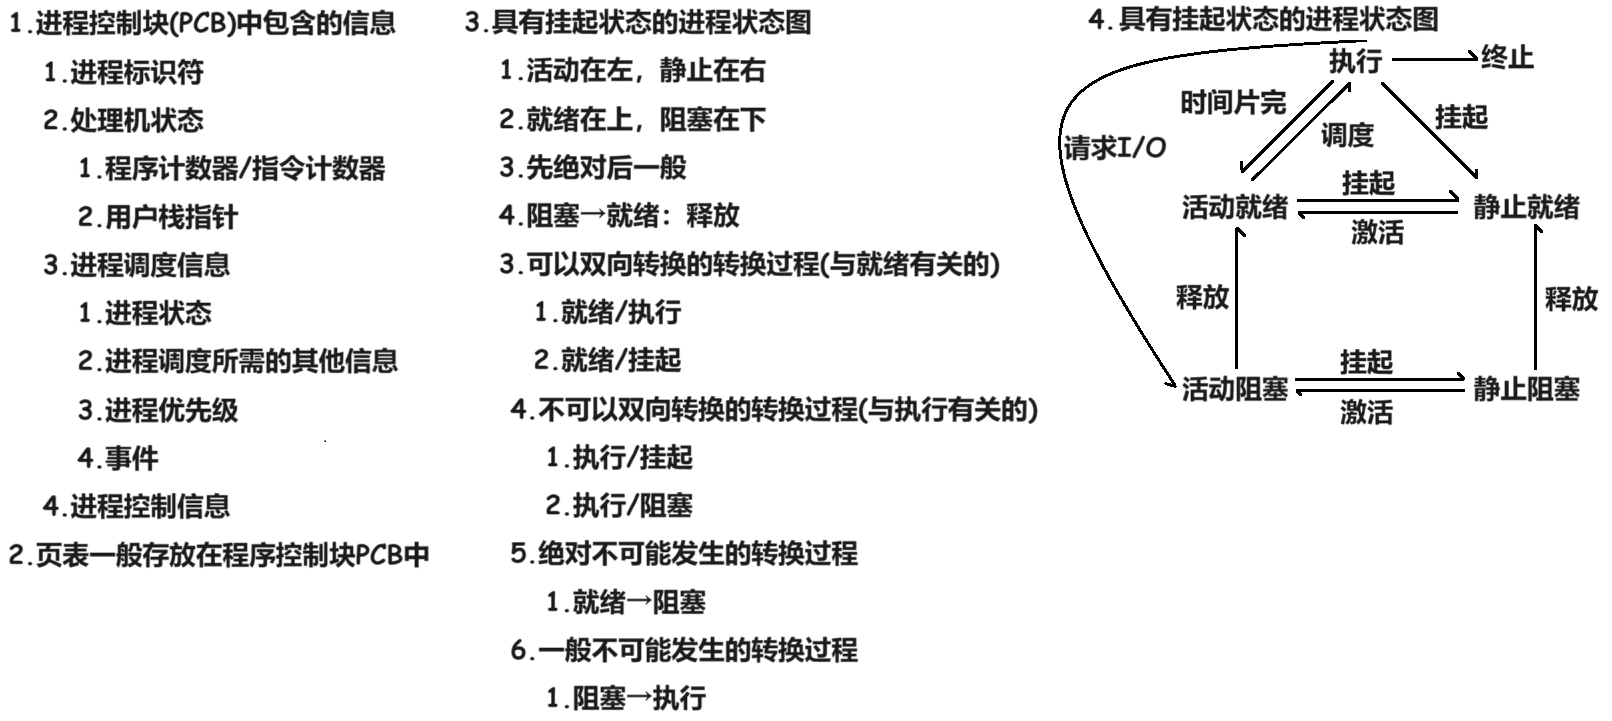 1.进程控制块(PCB)中包含的信息
1.进程标识符
2.处理机状态
1.程序计数器/指令计数器
2.用户栈指针
3.进程调度信息
1.进程状态
2.进程调度所需的其他信息
3.进程优先级
4.事件
4.进程控制信息
2.页表一般存放在程序控制块PCB中
3.具有挂起状态的进程状态图
1.活动在左，静止在右
2.就绪在上，阻塞在下
3.先绝对后一般
4.阻塞→就绪：释放
3.可以双向转换的转换过程(与就绪有关的)
1.就绪/执行
2.就绪/挂起
4.不可以双向转换的转换过程(与执行有关的)
1.执行/挂起
2.执行/阻塞
5.绝对不可能发生的转换过程
1.就绪→阻塞
6.一般不可能发生的转换过程
1.阻塞→执行
4.具有挂起状态的进程状态图
执行
终止
时间片完
调度
挂起
请求I/O
活动就绪
挂起
激活
静止就绪
释放
释放
活动阻塞
挂起
激活
静止阻塞